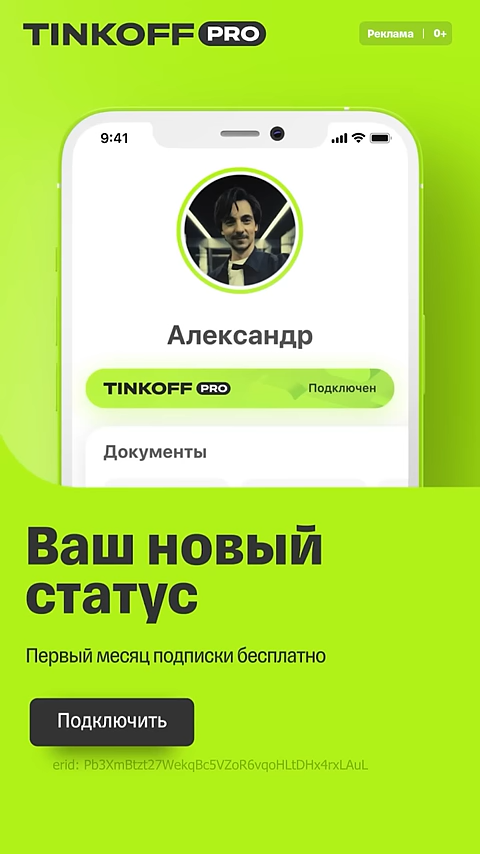 TINKOFF PRO
Реклама | 0+
9:41
Александр
TINKOFF PRO
Подключен
Документы
Ваш новый
статус
Первый месяц подписки бесплатно
Подключить
erid: Pb3XmBtzt27WekqBc5VZoR6vqoHLtDHx4rxLAuL